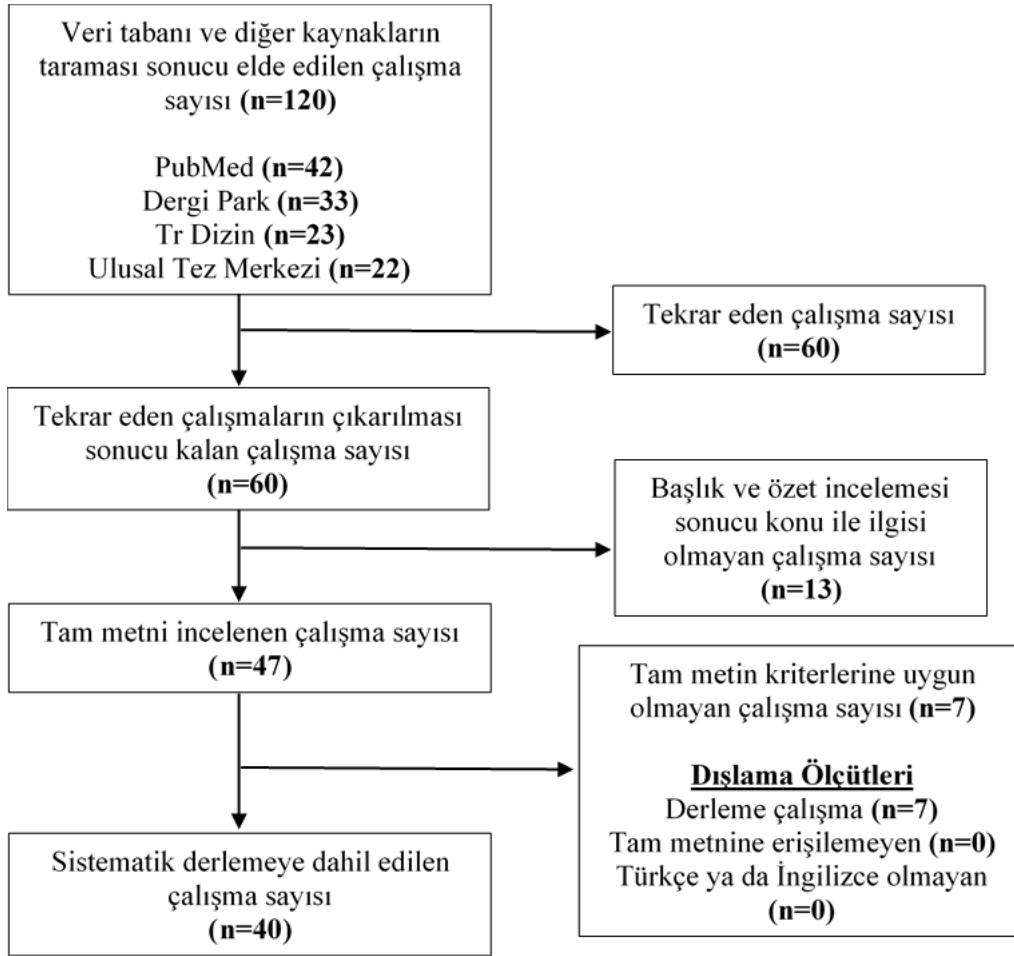 Veri tabanı ve diğer kaynakların
taraması sonucu elde edilen çalışma
sayısı (n=120)
PubMed (n=42)
Dergi Park (n=33)
Tr Dizin (n=23)
Ulusal Tez Merkezi (n=22)
Tekrar eden çalışma sayısı
(n=60)
Tekrar eden çalışmaların çıkarılması
sonucu kalan çalışma sayısı
(n=60)
Başlık ve özet incelemesi
sonucu konu ile ilgisi
olmayan çalışma sayısı
(n=13)
Tam metni incelenen çalışma sayısı
(n=47)
Tam metin kriterlerine uygun
olmayan çalışma sayısı (n=7)
Dışlama Ölçütleri
Derleme çalışma (n=7)
Tam metnine erişilemeyen (n=0)
Türkçe ya da İngilizce olmayan
(n=0)
Sistematik derlemeye dahil edilen
çalışma sayısı
(n=40)